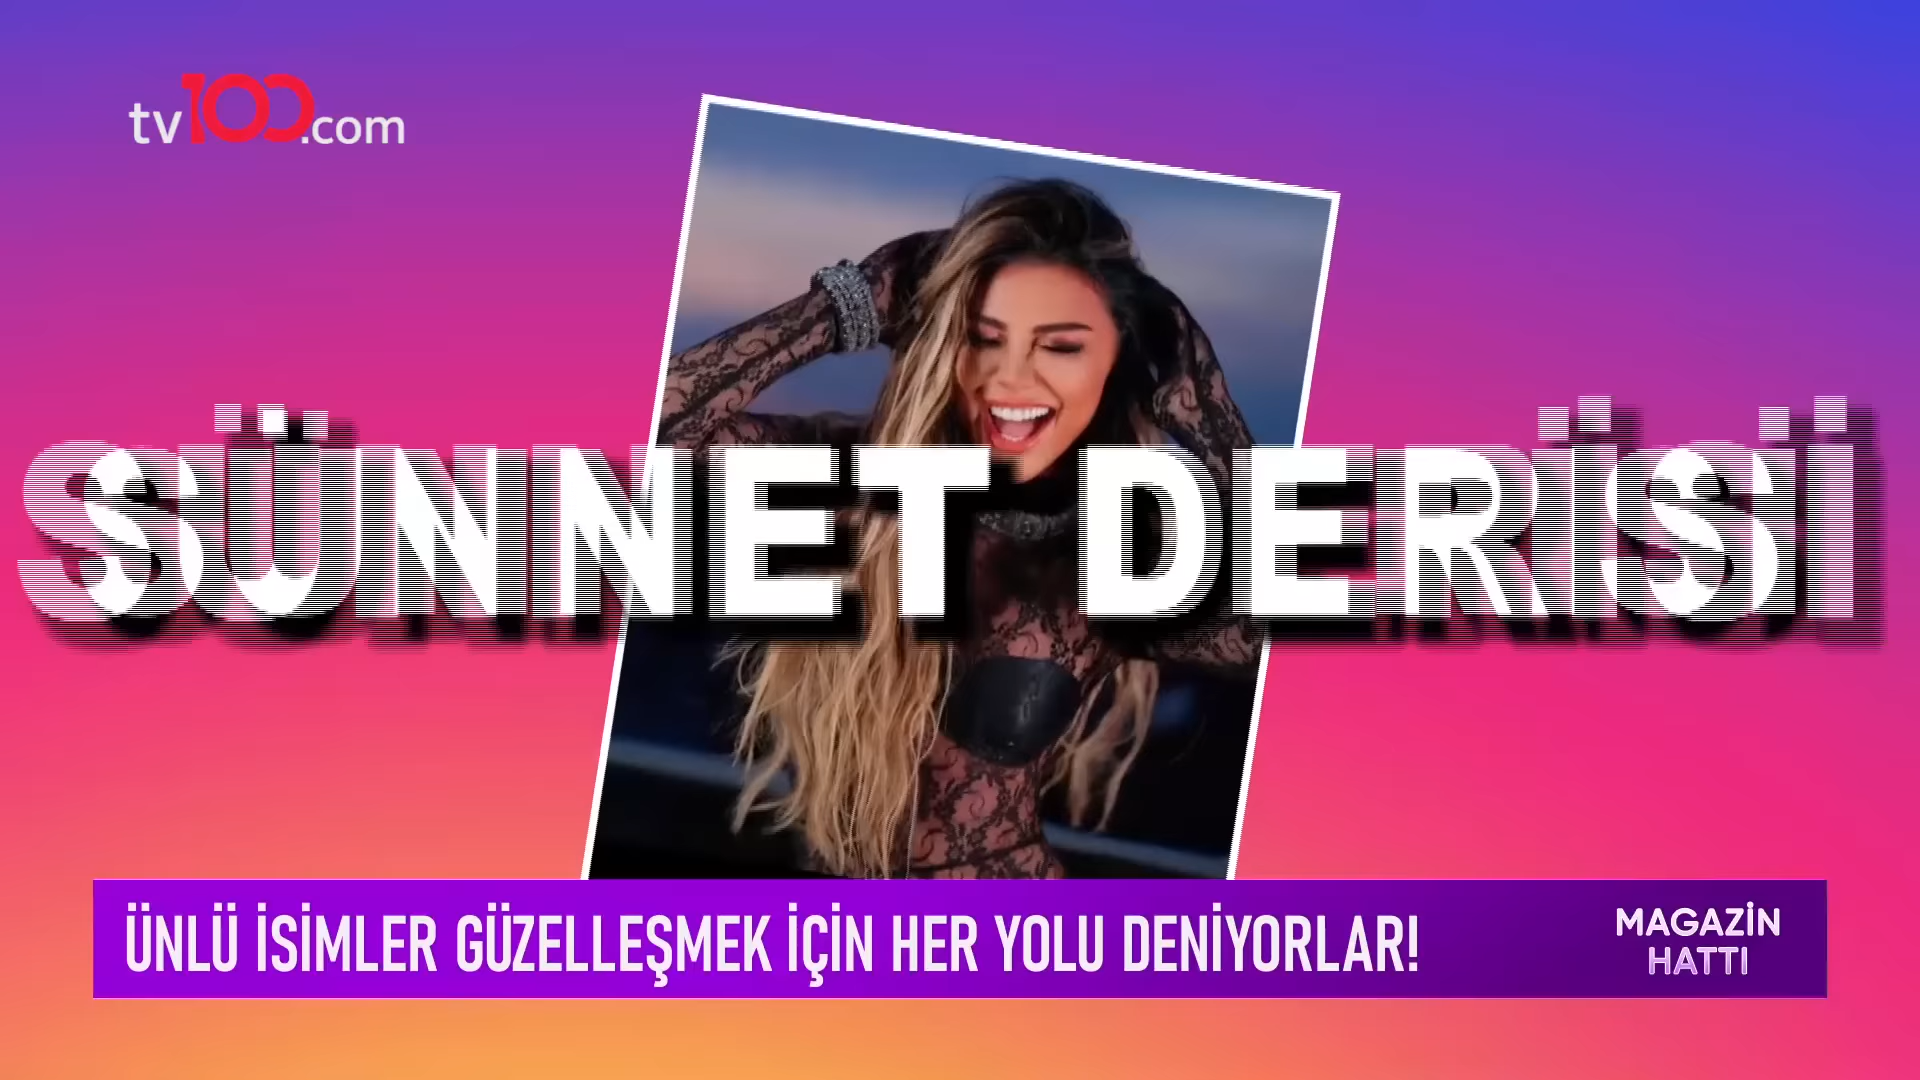 tv100.com
SÜNNET DERİSİ
ÜNLÜ İSİMLER GÜZELLEŞMEK İÇİN HER YOLU DENİYORLAR!
MAGAZİN
HATTI